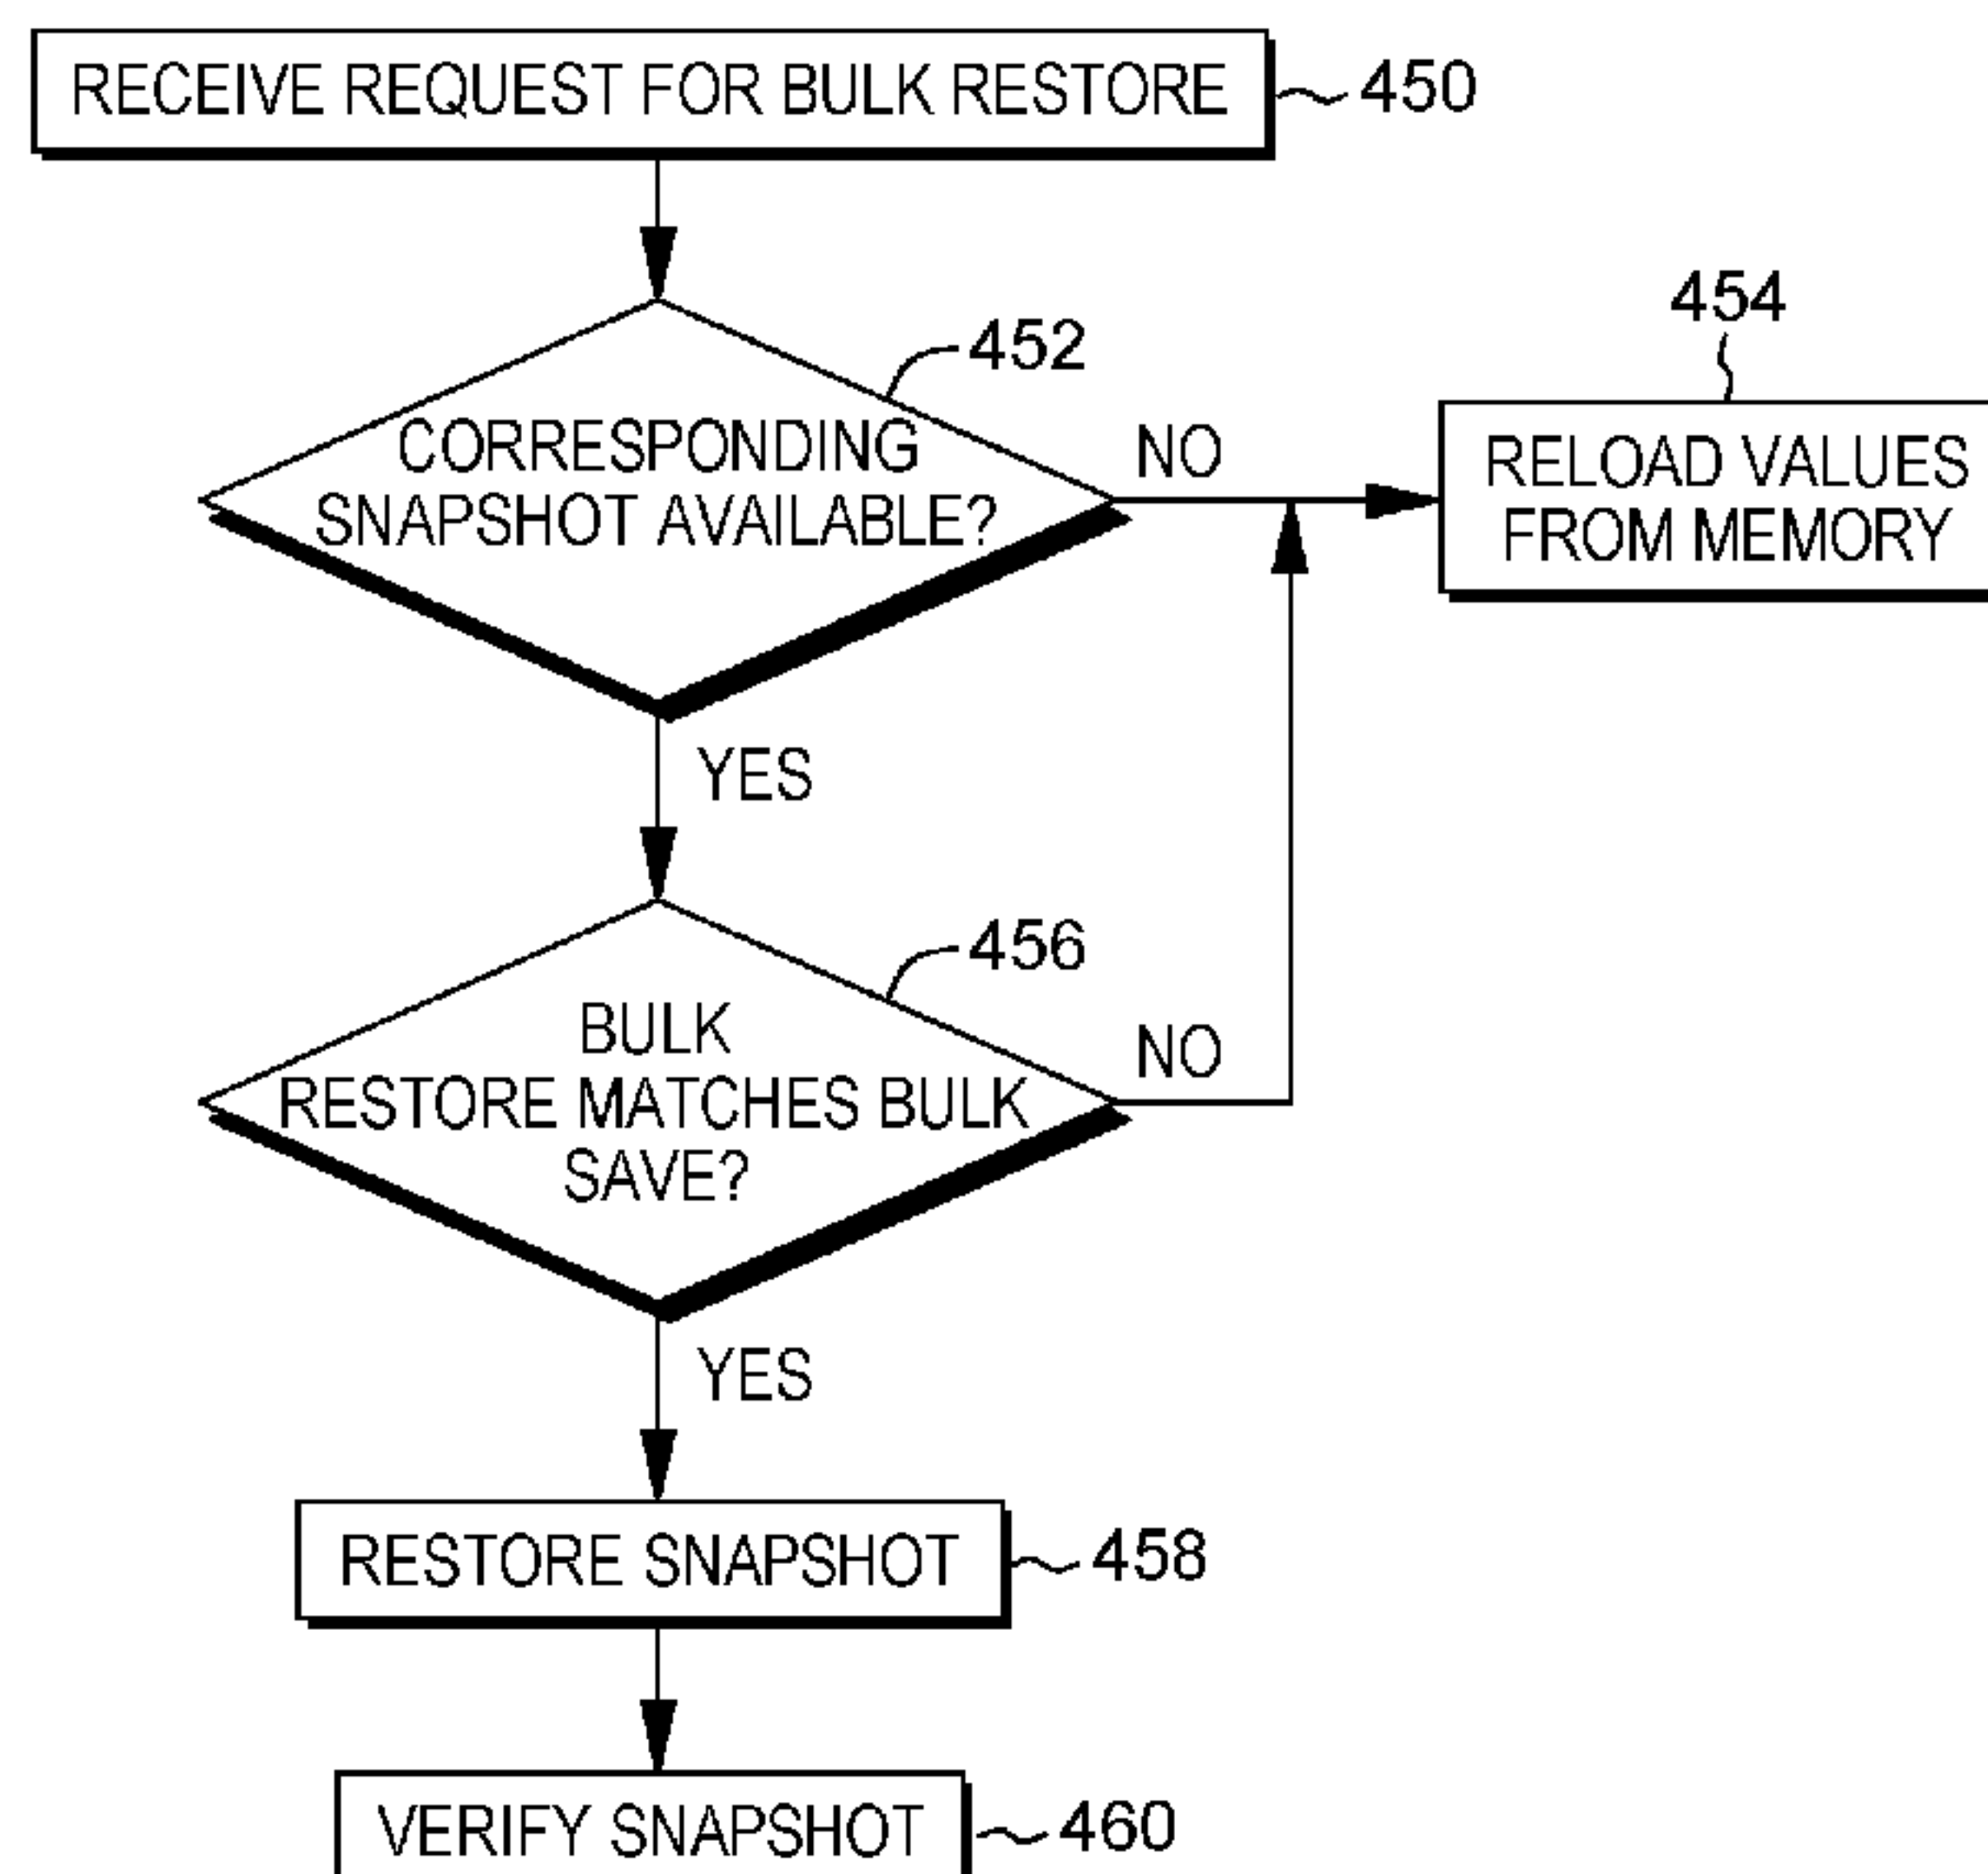 RECEIVE REQUEST FOR BULK RESTORE
450
452
454
CORRESPONDING
SNAPSHOT AVAILABLE?
NO
RELOAD VALUES
FROM MEMORY
YES
456
BULK
RESTORE MATCHES BULK
SAVE?
NO
YES
RESTORE SNAPSHOT
458
VERIFY SNAPSHOT
460